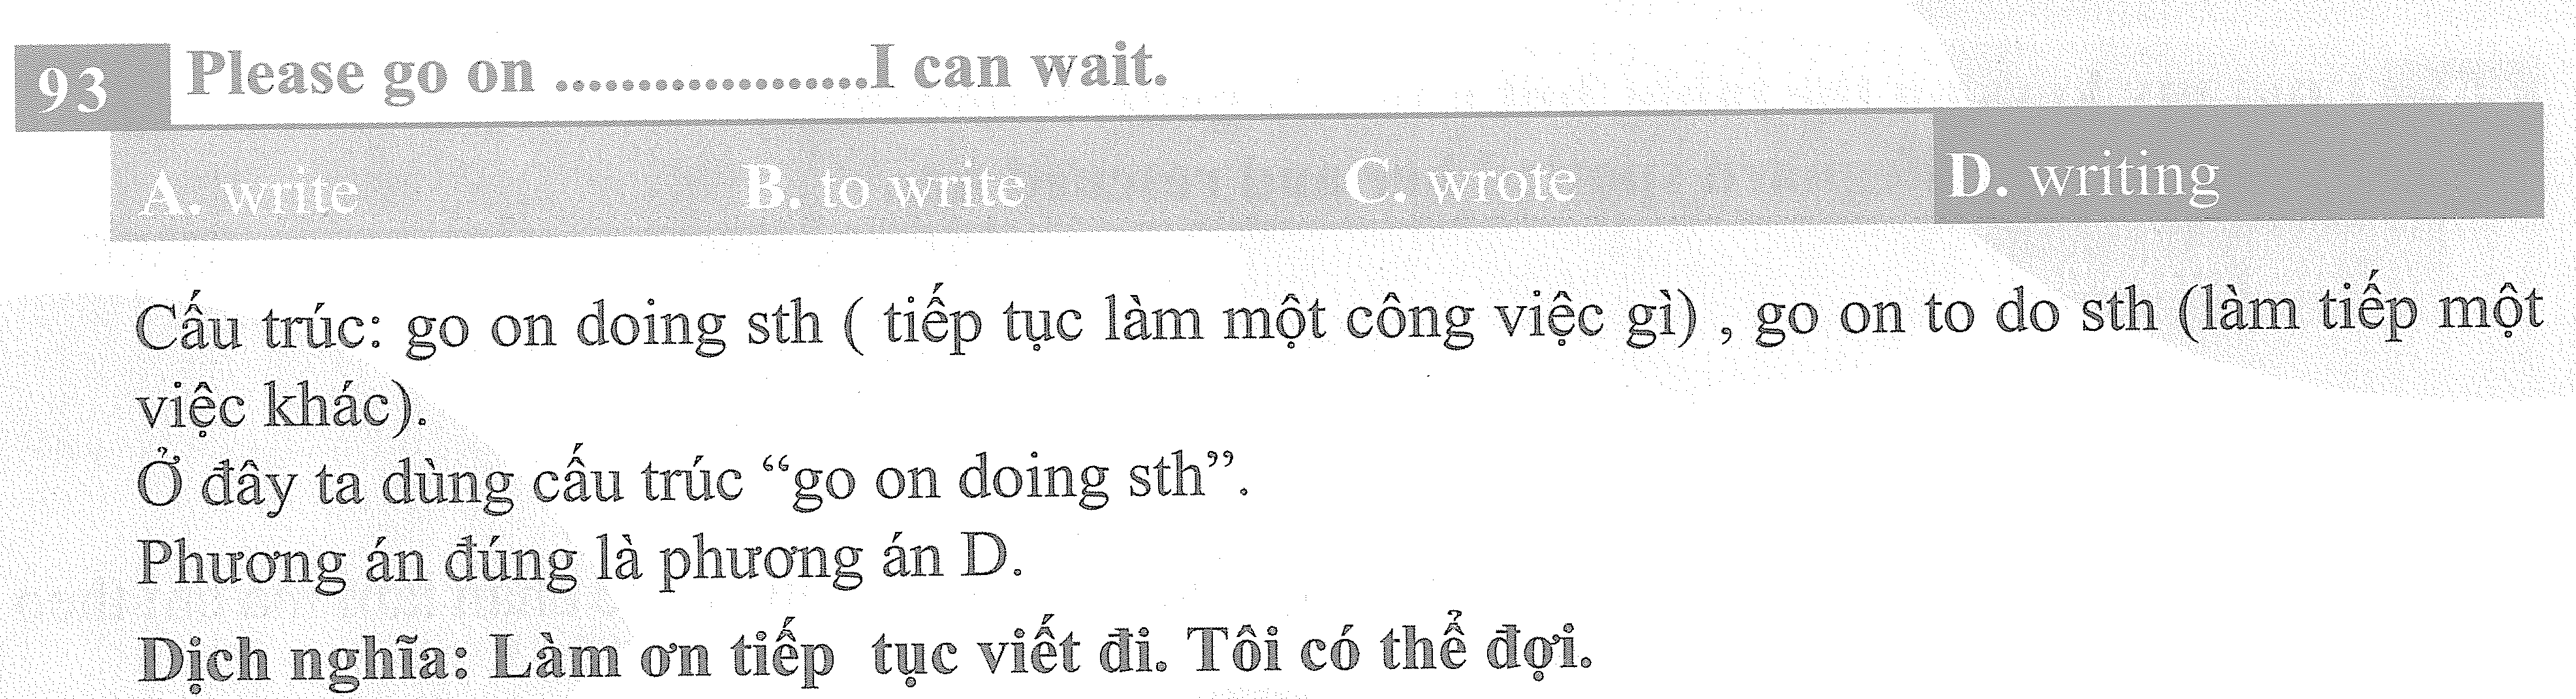 93 Please go on ...................I can wait.
A. write B. to write C. wrote D. writing
Cấu trúc: go on doing sth ( tiếp tục làm một công việc gì) , go on to do sth (làm tiếp một
việc khác).
Ở đây ta dùng cấu trúc “go on doing sth”.
Phương án đúng là phương án D.
Dịch nghĩa: Làm ơn tiếp tục viết đi. Tôi có thể đợi.